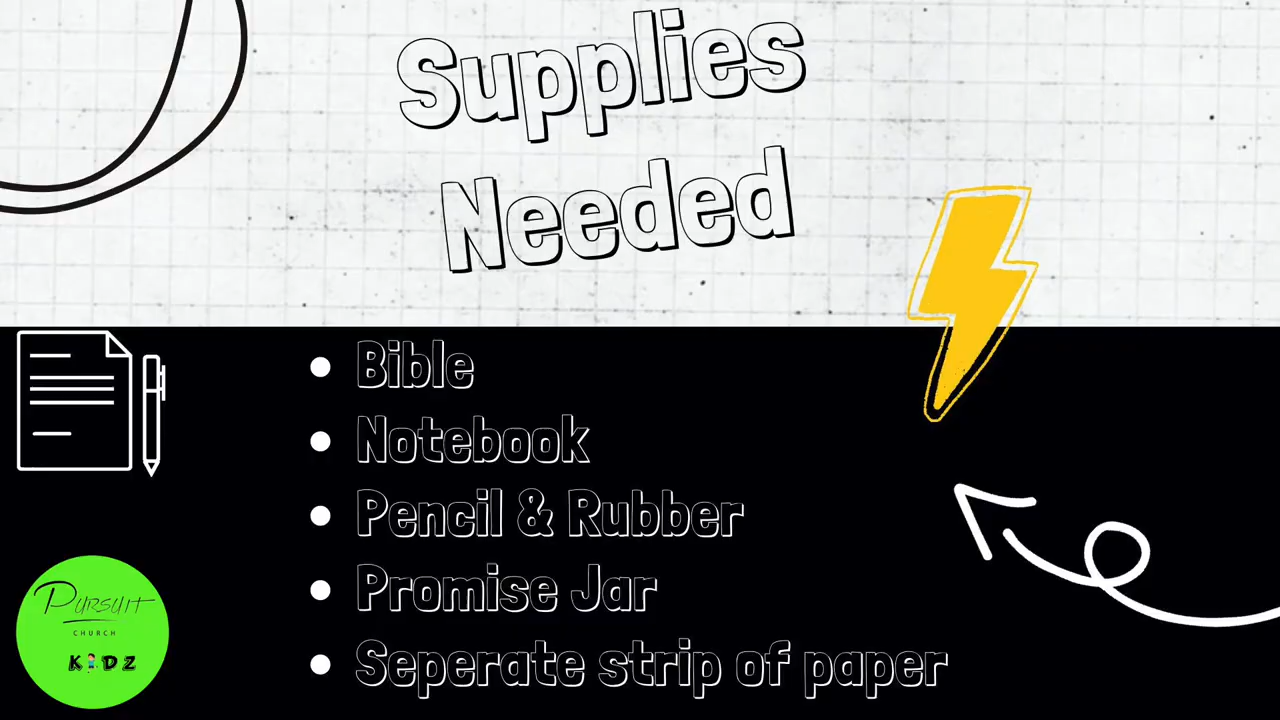 Supplies
Needed
Bible
Notebook
Pencil & Rubber
Promise Jar
Seperate strip of paper
Pursuit
CHURCH
KiDZ